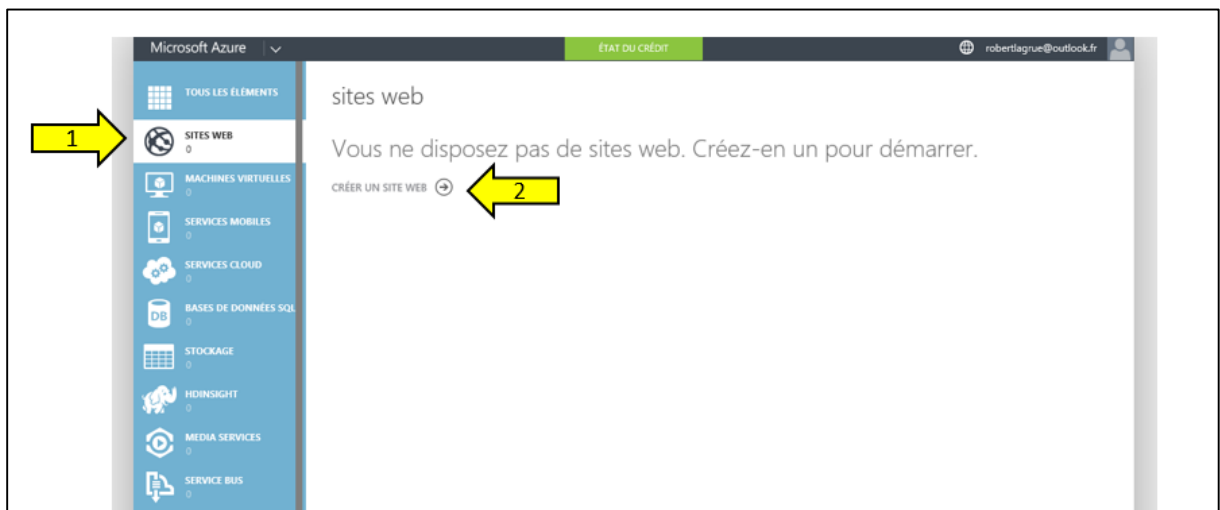 Microsoft Azure
ÉTAT DU CRÉDIT
robertlagrue@outlook.fr
TOUS LES ÉLÉMENTS
1
SITES WEB
0
MACHINES VIRTUELLES
0
SERVICES MOBILES
0
SERVICES CLOUD
0
BASES DE DONNÉES SQL
0
DB
STOCKAGE
0
HDINSIGHT
0
MEDIA SERVICES
0
SERVICE BUS
0
sites web
Vous ne disposez pas de sites web. Créez-en un pour démarrer.
CRÉER UN SITE WEB
2